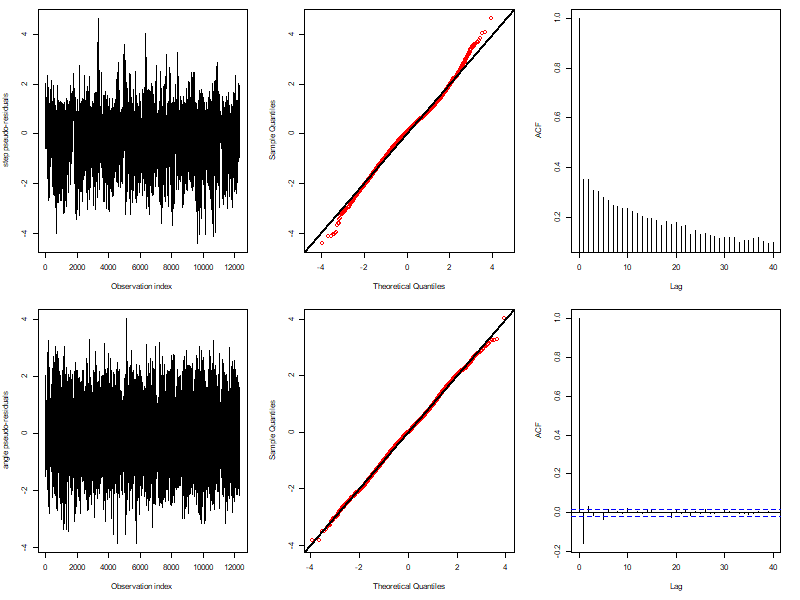 step pseudo-residuals
-4 -2 0 2 4
0 2000 4000 6000 8000 10000 12000
Observation index
Sample Quantiles
-4 -2 0 2 4
-4 -2 0 2 4
Theoretical Quantiles
ACF
0.2 0.4 0.6 0.8 1.0
0 10 20 30 40
Lag
angle pseudo-residuals
-4 -2 0 2 4
0 2000 4000 6000 8000 10000 12000
Observation index
Sample Quantiles
-4 -2 0 2 4
-4 -2 0 2 4
Theoretical Quantiles
ACF
-0.2 0.0 0.2 0.4 0.6 0.8 1.0
0 10 20 30 40
Lag